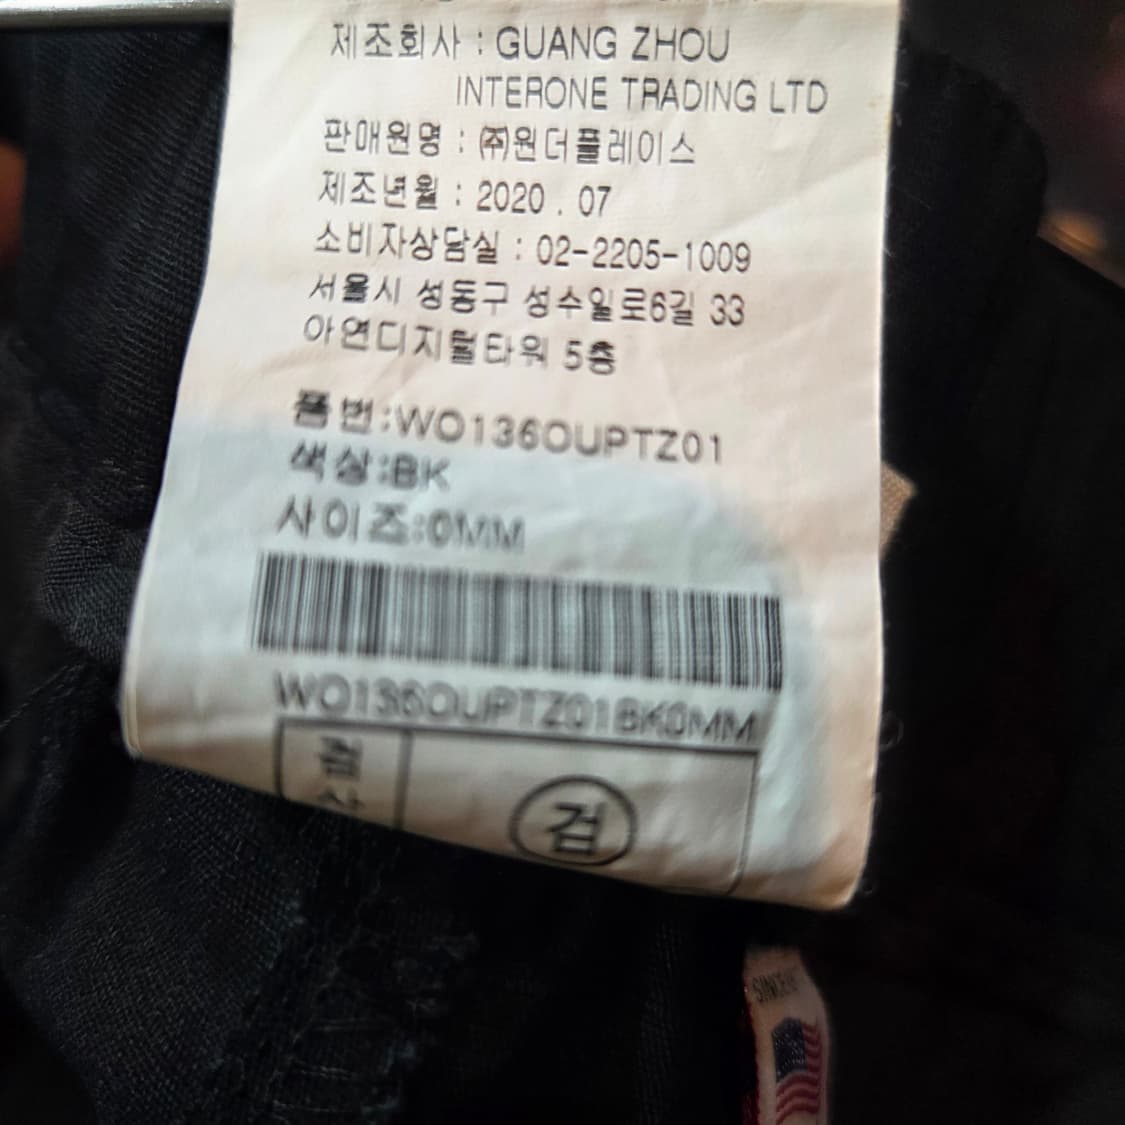 제조회사 : GUANG ZHOU
INTERONE TRADING LTD
판매원명 : ㈜원더플레이스
제조년월 : 2020 . 07
소비자상담실 : 02-2205-1009
서울시 성동구 성수일로6길 33
아연디지털타워 5층
품번:WO136OUPTZ01
색상:BK
사이즈:0MM
WO136OUPTZ01BK0MM
검사
검
SINCE